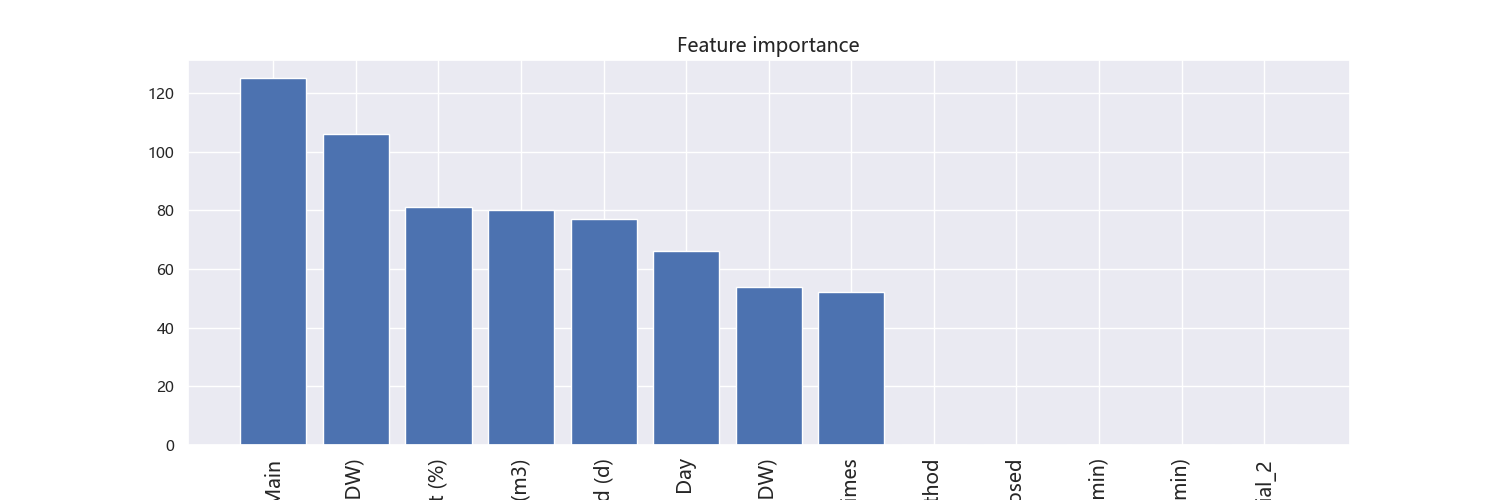 Feature importance
120
100
80
60
40
20
0
Main
DW)
t (%)
(m3)
d (d)
Day
DW)
imes
thod
osed
min)
min)
ial_2